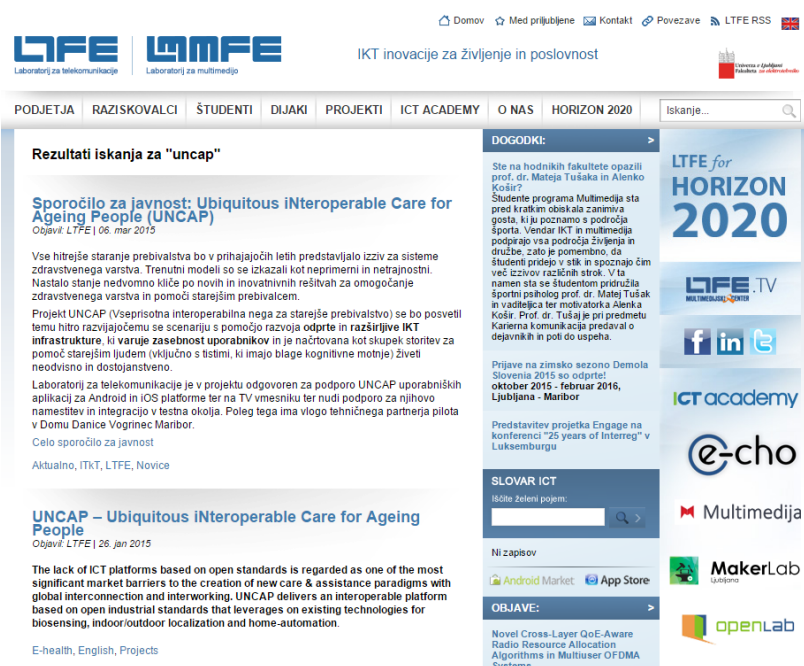 Domov Med priljubljene Kontakt Povezave LTFE RSS
LTFE LMMFE
Laboratorij za telekomunikacije Laboratorij za multimedijo
IKT inovacije za življenje in poslovnost
Univerza v Ljubljani
Fakulteta za elektrotehniko
PODJETJA RAZISKOVALCI ŠTUDENTI DIJAKI PROJEKTI ICT ACADEMY O NAS HORIZON 2020 Iskanje...
Rezultati iskanja za "uncap"
Sporočilo za javnost: Ubiquitous iNteroperable Care for
Ageing People (UNCAP)
Objavil: LTFE | 06. mar 2015
Vse hitrejše staranje prebivalstba bo v prihajajočih letih predstavljalo izziv za sisteme
zdravstvenega varstva. Trenutni modeli so se izkazali kot neprimerni in netrajnostni.
Nastalo stanje nedvomno kliče po novih in inovativnih rešitvah za omogočanje
zdravstvenega varstva in pomoči starejšim prebivalcem.
Projekt UNCAP (Vseprisotna interoperabilna nega za starejše prebivalstvo) se bo posvetil
temu hitro razvijajočemu se scenariju s pomočjo razvoja odprte in razširljive IKT
infrastrukture, ki varuje zasebnost uporabnikov in je načrtovana kot skupek storitev za
pomoč starejšim ljudem (vključno s tistimi, ki imajo blage kognitivne motnje) živeti
neodvisno in dostojanstveno.
Laboratorij za telekomunikacije je v projektu odgovoren za podporo UNCAP uporabniških
aplikacij za Android in iOS platforme ter na TV vmesniku ter nudi podporo za njihovo
namestitev in integracijo v testna okolja. Poleg tega ima vlogo tehničnega partnerja pilota
v Domu Danice Vogrinec Maribor.
Celo sporočilo za javnost
Aktualno, ITkT, LTFE, Novice
UNCAP – Ubiquitous iNteroperable Care for Ageing
People
Objavil: LTFE | 26. jan 2015
The lack of ICT platforms based on open standards is regarded as one of the most
significant market barriers to the creation of new care & assistance paradigms with
global interconnection and interworking. UNCAP delivers an interoperable platform
based on open industrial standards that leverages on existing technologies for
biosensing, indoor/outdoor localization and home-automation.
E-health, English, Projects
DOGODKI: >
Ste na hodnikih fakultete opazili
prof. dr. Mateja Tušaka in Alenko
Košir?
Študente programa Multimedija sta
pred kratkim obiskala zanimiva
gosta, ki ju poznamo s področja
športa. Vendar IKT in multimedija
podpirajo vsa področja življenja in
družbe, zato je pomembno, da
študenti pridejo v stik in spoznajo čim
več izzivov različnih strok. V ta
namen sta se študentom pridružila
športni psiholog prof. dr. Matej Tušak
in vaditeljica ter motivatorka Alenka
Košir. Prof. dr. Tušaj je pri predmetu
Karierna komunikacija predaval o
dejavnikih in poti do uspeha.
Prijave na zimsko sezono Demola
Slovenia 2015 so odprte!
oktober 2015 - februar 2016,
Ljubljana - Maribor
Predstavitev projetka Engage na
konferenci "25 years of Interreg" v
Luksemburgu
SLOVAR ICT
Iščite želeni pojem:
Ni zapisov
Android Market App Store
OBJAVE: >
Novel Cross-Layer QoE-Aware
Radio Resource Allocation
Algorithms in Multiuser OFDMA
Systems
LTFE for
HORIZON
2020
LTFE.TV
MULTIMEDIJSKI CENTER
ICT academy
e-cho
Multimedija
MakerLab
Ljubljana
openLab